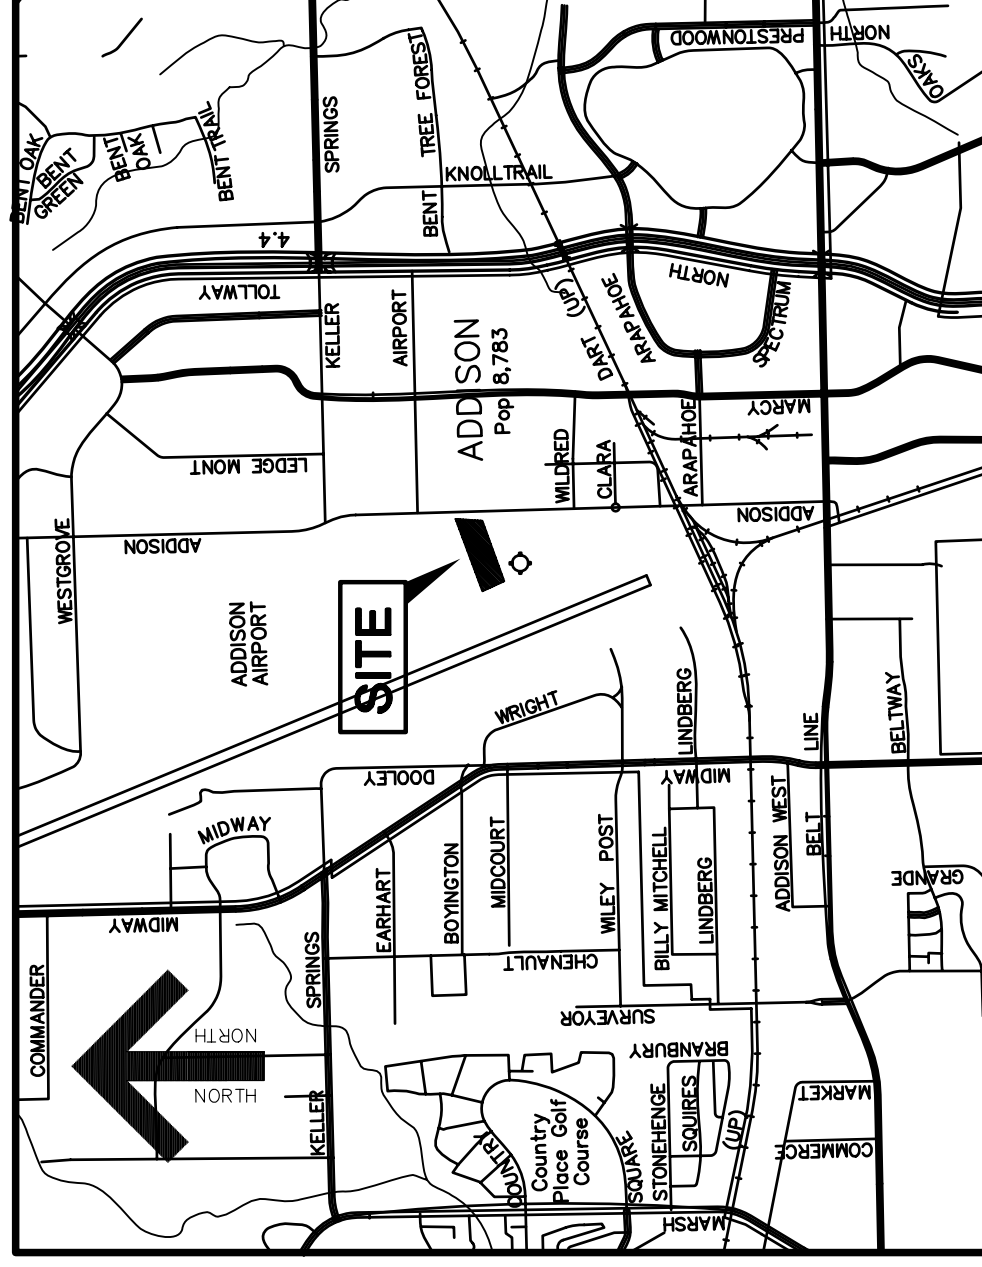 PRESTONWOOD
NORTH
OAKS
TREE FOREST
BENT
SPRINGS
BENT OAK
BENT
GREEN
BENT
OAK
BENT TRAIL
KNOLLTRAIL
4.4
TOLLWAY
KELLER
AIRPORT
ADDISON
Pop 8,783
(UP)
DART
ARAPAHOE
NORTH
SPECTRUM
MARCY
LEDGE MONT
WILDRED
CLARA
ARAPAHOE
ADDISON
ADDISON
WESTGROVE
ADDISON
AIRPORT
SITE
WRIGHT
LINDBERG
LINE
BELTWAY
DOOLEY
MIDWAY
MIDWAY
EARHART
BOYINGTON
MIDCOURT
WILEY POST
BILLY MITCHELL
LINDBERG
ADDISON WEST
BELT
GRANDE
MIDWAY
COMMANDER
SPRINGS
CHENAULT
SURVEYOR
NORTH
NORTH
KELLER
BRANBURY
MARKET
COMMERCE
COUNTRY
Country
Place Golf
Course
SQUARE
STONEHENGE
SQUIRES
(UP)
MARSH